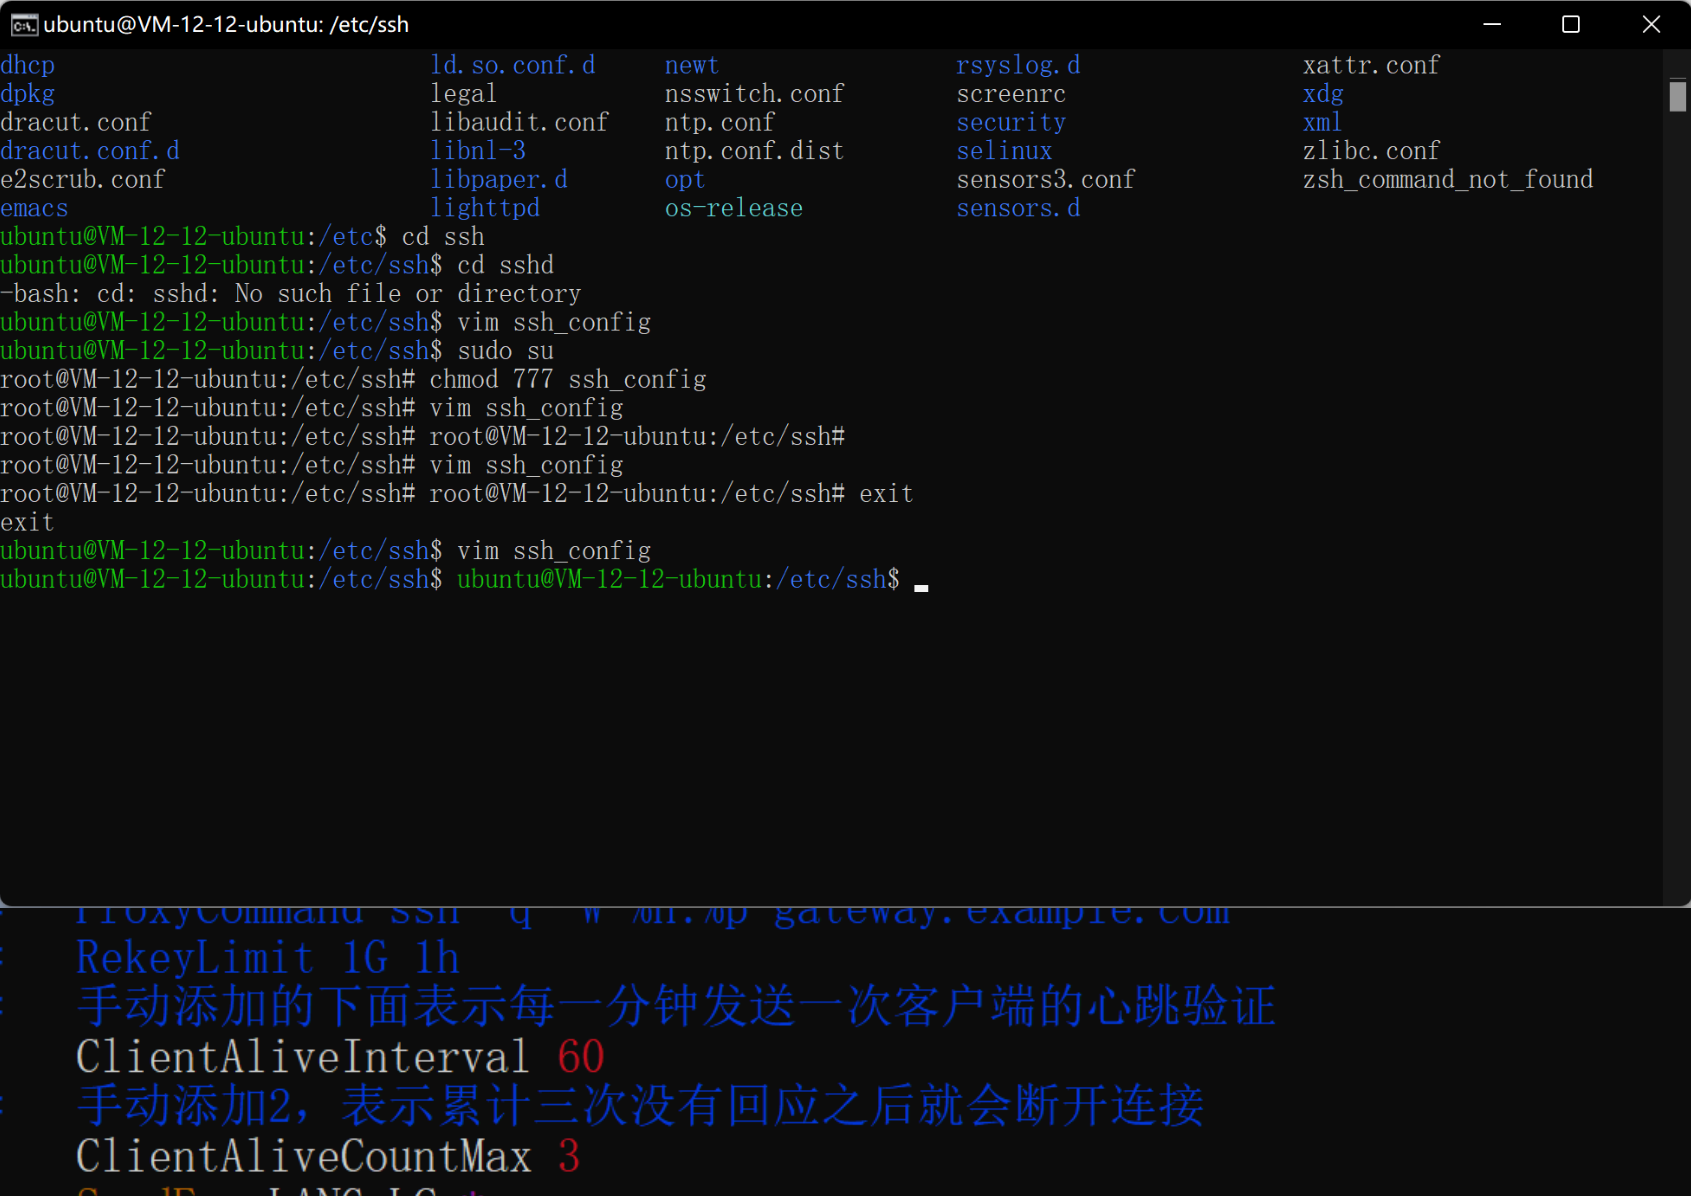 ubuntu@VM-12-12-ubuntu: /etc/ssh
dhcp ld.so.conf.d newt rsyslog.d xattr.conf
dpkg legal nsswitch.conf screenrc xdg
dracut.conf libaudit.conf ntp.conf security xml
dracut.conf.d libnl-3 ntp.conf.dist selinux zlibc.conf
e2scrub.conf libpaper.d opt sensors3.conf zsh_command_not_found
emacs lighttpd os-release sensors.d
ubuntu@VM-12-12-ubuntu:/etc$ cd ssh
ubuntu@VM-12-12-ubuntu:/etc/ssh$ cd sshd
-bash: cd: sshd: No such file or directory
ubuntu@VM-12-12-ubuntu:/etc/ssh$ vim ssh_config
ubuntu@VM-12-12-ubuntu:/etc/ssh$ sudo su
root@VM-12-12-ubuntu:/etc/ssh# chmod 777 ssh_config
root@VM-12-12-ubuntu:/etc/ssh# vim ssh_config
root@VM-12-12-ubuntu:/etc/ssh# root@VM-12-12-ubuntu:/etc/ssh#
root@VM-12-12-ubuntu:/etc/ssh# vim ssh_config
root@VM-12-12-ubuntu:/etc/ssh# root@VM-12-12-ubuntu:/etc/ssh# exit
exit
ubuntu@VM-12-12-ubuntu:/etc/ssh$ vim ssh_config
ubuntu@VM-12-12-ubuntu:/etc/ssh$ ubuntu@VM-12-12-ubuntu:/etc/ssh$
ProxyCommand ssh q W %h:%p gateway.example.com
RekeyLimit 1G 1h
手动添加的下面表示每一分钟发送一次客户端的心跳验证
ClientAliveInterval 60
手动添加2，表示累计三次没有回应之后就会断开连接
ClientAliveCountMax 3